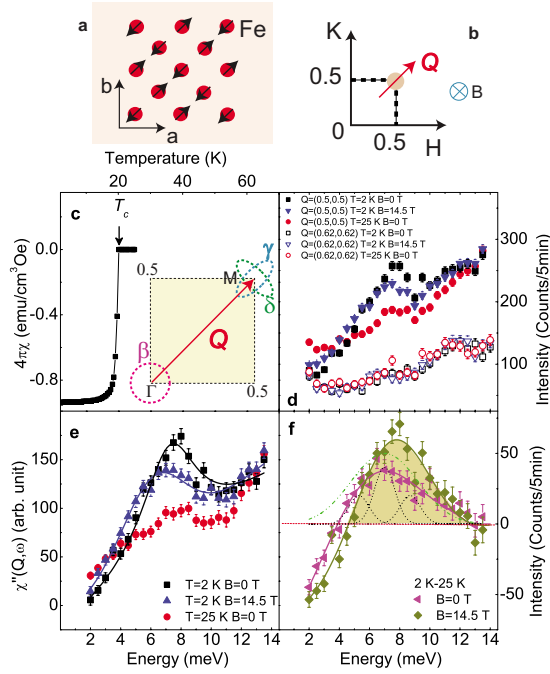 a
Fe
b
a
K
b
Q
0.5
B
0
0.5
H
Temperature (K)
20
40
60
Tc
c
γ
0.0
0.5
M
δ
-0.4
Q
β
-0.8
Γ
0.5
4πχ (emu/cm3Oe)
Q=(0.5,0.5) T=2 K B=0 T
Q=(0.5,0.5) T=2 K B=14.5 T
Q=(0.5,0.5) T=25 K B=0 T
Q=(0.62,0.62) T=2 K B=0 T
Q=(0.62,0.62) T=2 K B=14.5 T
Q=(0.62,0.62) T=25 K B=0 T
300
200
100
d
Intensity (Counts/5min)
e
150
100
50
0
χ''(Q,ω) (arb. unit)
T=2 K B=0 T
T=2 K B=14.5 T
T=25 K B=0 T
2 4 6 8 10 12 14
Energy (meV)
f
50
0
-50
Intensity (Counts/5min)
2 K-25 K
B=0 T
B=14.5 T
2 4 6 8 10 12 14
Energy (meV)